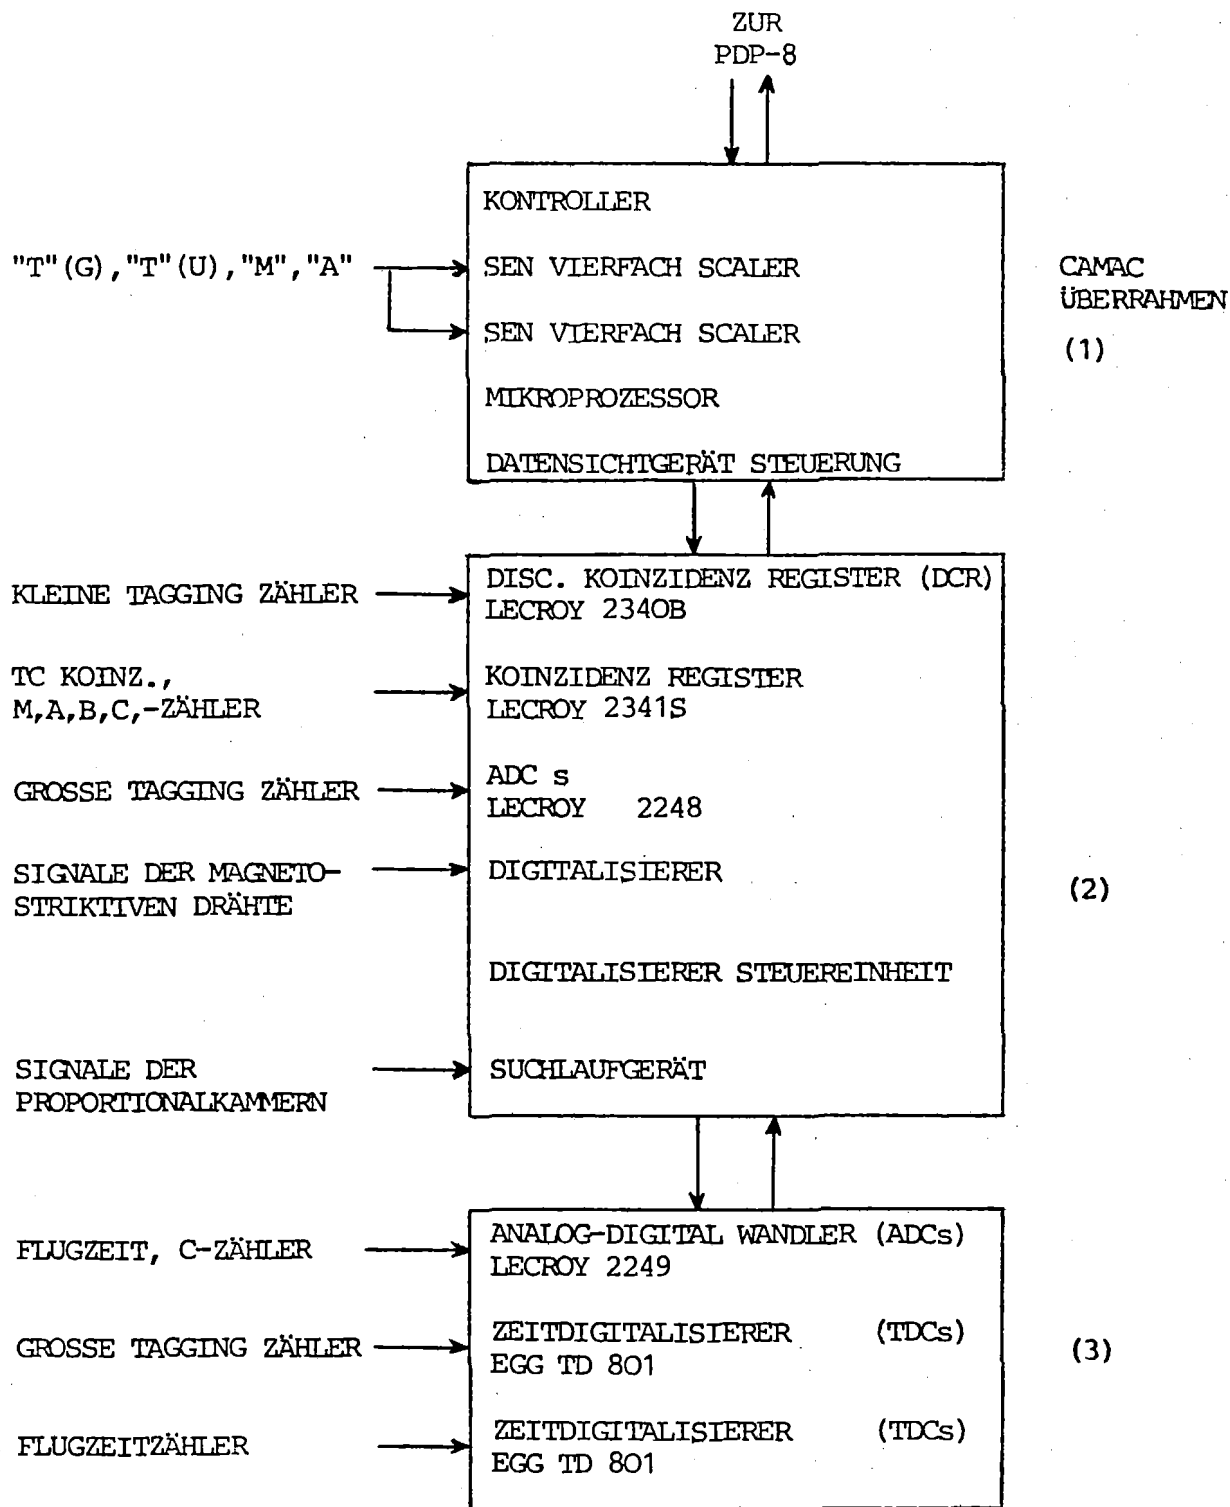 ZUR
PDP-8
KONTROLLER
"T"(G),"T"(U),"M","A"
SEN VIERFACH SCALER
CAMAC
ÜBERRAHMEN
SEN VIERFACH SCALER
(1)
MIKROPROZESSOR
DATENSICHTGERÄT STEUERUNG
KLEINE TAGGING ZÄHLER
DISC. KOINZIDENZ REGISTER (DCR)
LECROY 2340B
TC KOINZ.,
M,A,B,C,-ZÄHLER
KOINZIDENZ REGISTER
LECROY 2341S
GROSSE TAGGING ZÄHLER
ADC s
LECROY 2248
SIGNALE DER MAGNETO-
STRIKTIVEN DRÄHTE
DIGITALISIERER
(2)
DIGITALISIERER STEUEREINHEIT
SIGNALE DER
PROPORTIONALKAMMERN
SUCHLAUFGERÄT
FLUGZEIT, C-ZÄHLER
ANALOG-DIGITAL WANDLER (ADCs)
LECROY 2249
GROSSE TAGGING ZÄHLER
ZEITDIGITALISIERER (TDCs)
EGG TD 801
(3)
FLUGZEITZÄHLER
ZEITDIGITALISIERER (TDCs)
EGG TD 801